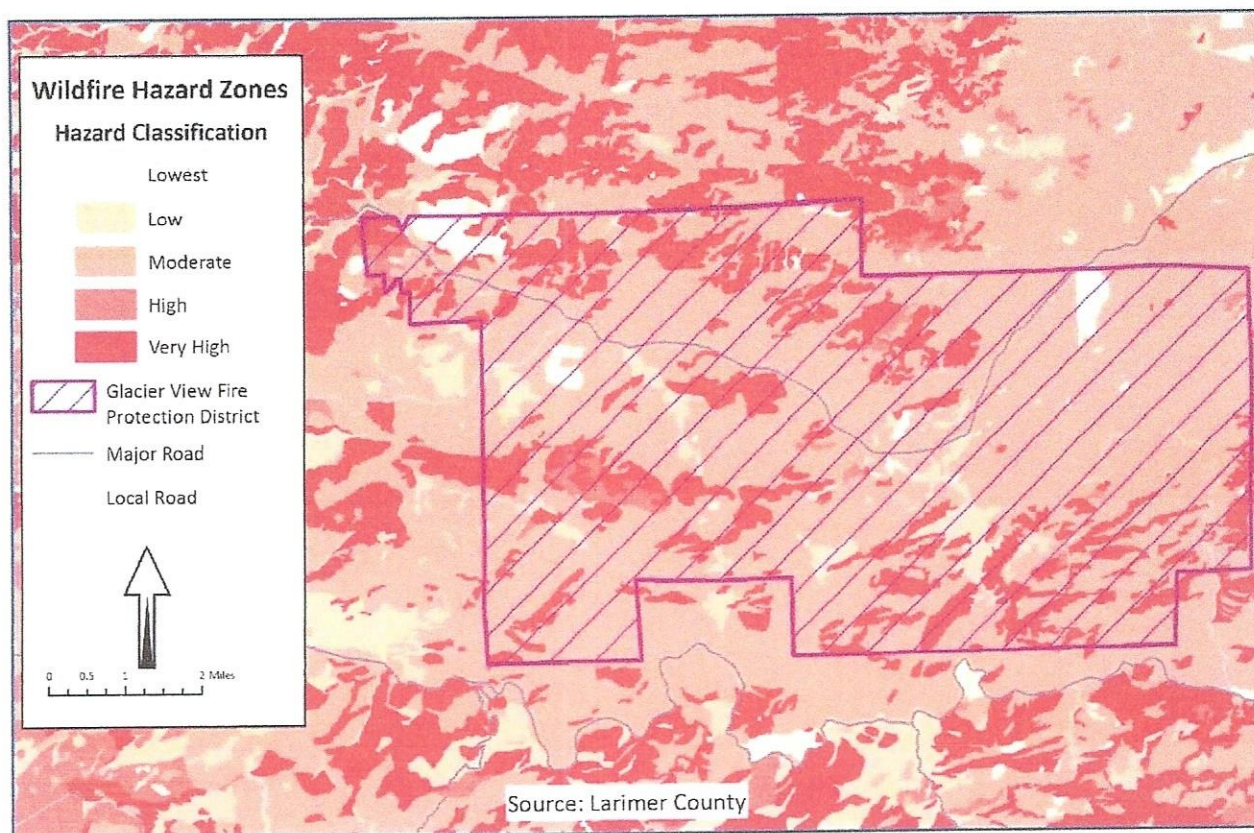 Wildfire Hazard Zones
Hazard Classification
Lowest
Low
Moderate
High
Very High
Glacier View Fire
Protection District
Major Road
Local Road
0 0.5 1 2 Miles
Source: Larimer County